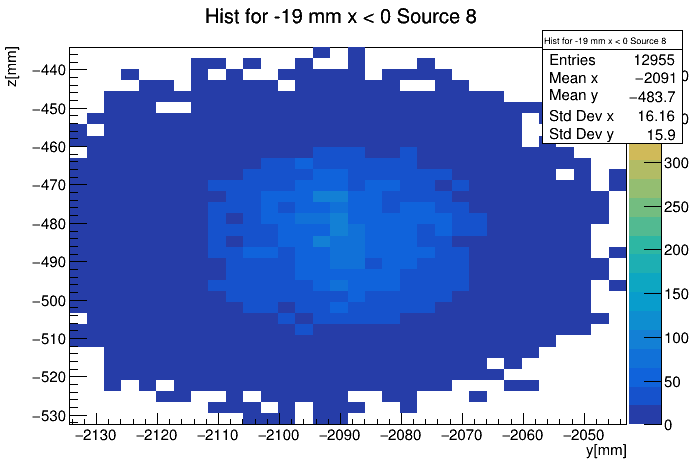 Hist for -19 mm x < 0 Source 8
Hist for -19 mm x < 0 Source 8
Entries 12955
Mean x −2091
Mean y −483.7
Std Dev x 16.16
Std Dev y 15.9
z[mm]
−440
−450
−460
−470
−480
−490
−500
−510
−520
−530
−2130 −2120 −2110 −2100 −2090 −2080 −2070 −2060 −2050
y[mm]
300
250
200
150
100
50
0